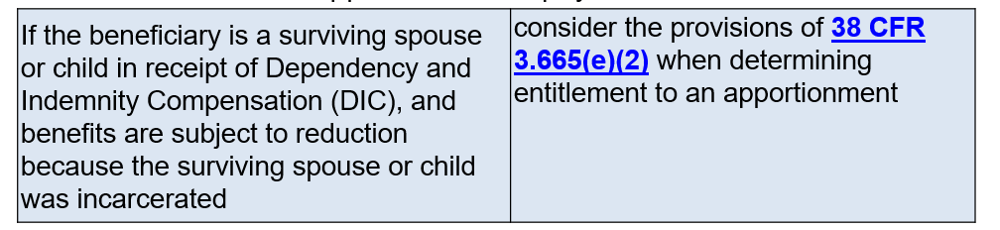 If the beneficiary is a surviving spouse
or child in receipt of Dependency and
Indemnity Compensation (DIC), and
benefits are subject to reduction
because the surviving spouse or child
was incarcerated
consider the provisions of 38 CFR
3.665(e)(2) when determining
entitlement to an apportionment